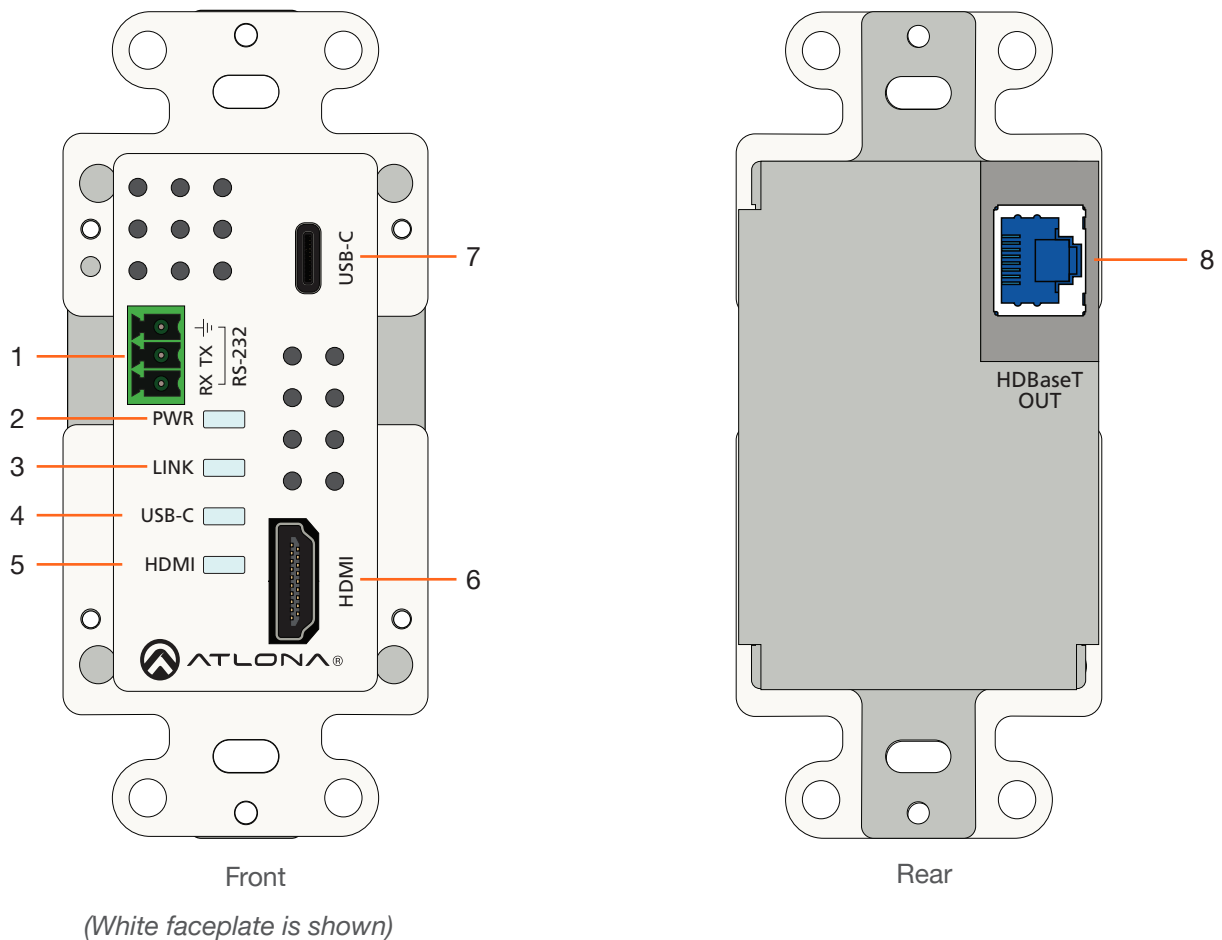 USB-C
7
8
1
RX TX
RS-232
HDBaseT
OUT
2
PWR
3
LINK
4
USB-C
5
HDMI
HDMI
6
ATLONA®
Front
Rear
(White faceplate is shown)